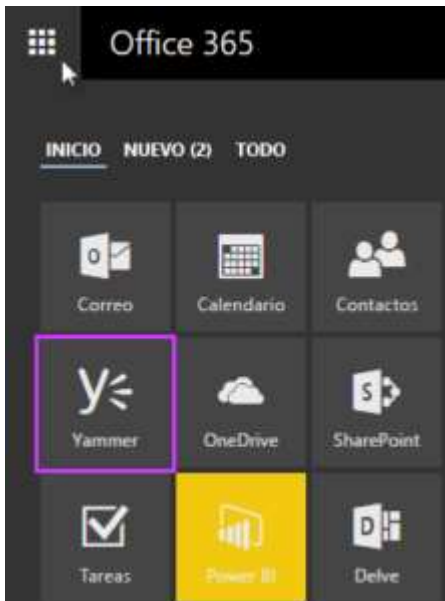 Office 365
INICIO NUEVO (2) TODO
Correo Calendario Contactos
Yammer OneDrive SharePoint
Tareas Power BI Delve